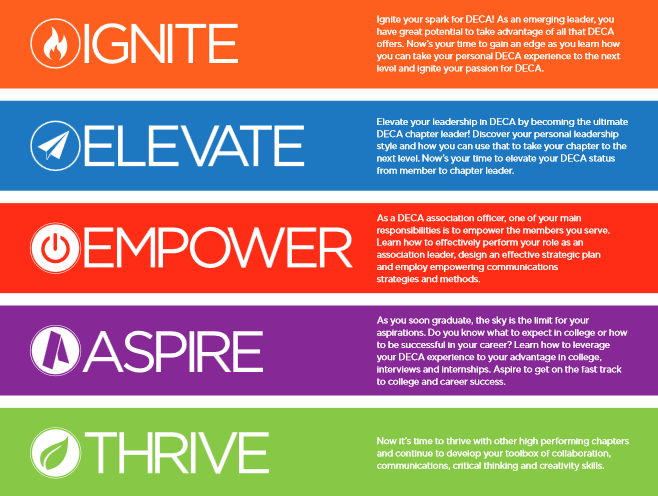 IGNITE
Ignite your spark for DECA! As an emerging leader, you
have great potential to take advantage of all that DECA
offers. Now's your time to gain an edge as you learn how
you can take your personal DECA experience to the next
level and ignite your passion for DECA.
ELEVATE
Elevate your leadership in DECA by becoming the ultimate
DECA chapter leader! Discover your personal leadership
style and how you can use that to take your chapter to the
next level. Now's your time to elevate your DECA status
from member to chapter leader.
EMPOWER
As a DECA association officer, one of your main
responsibilities is to empower the members you serve.
Learn how to effectively perform your role as an
association leader, design an effective strategic plan
and employ empowering communications
strategies and methods.
ASPIRE
As you soon graduate, the sky is the limit for your
aspirations. Do you know what to expect in college or how
to be successful in your career? Learn how to leverage
your DECA experience to your advantage in college,
interviews and internships. Aspire to get on the fast track
to college and career success.
THRIVE
Now it's time to thrive with other high performing chapters
and continue to develop your toolbox of collaboration,
communications, critical thinking and creativity skills.